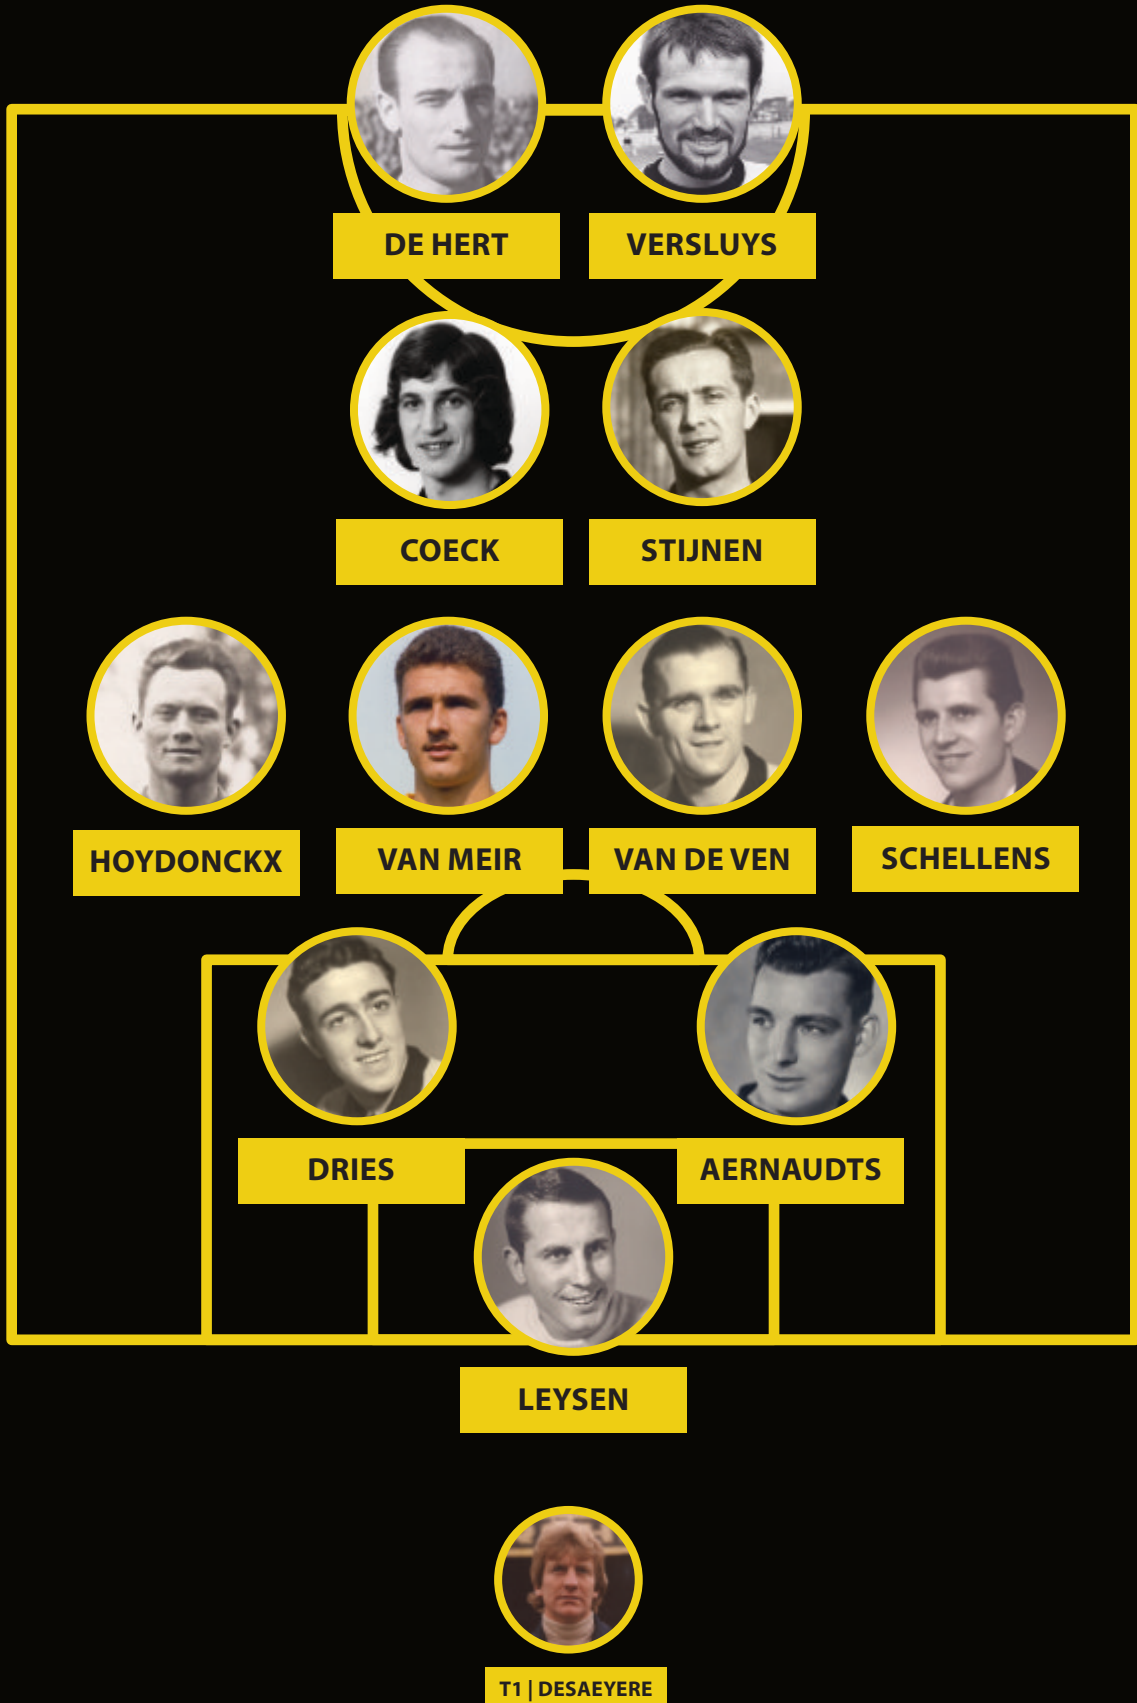 DE HERT
VERSLUYS
COECK
STIJNEN
HOYDONCKX
VAN MEIR
VAN DE VEN
SCHELLENS
DRIES
AERNAUDTS
LEYSEN
T1 | DESAEYERE